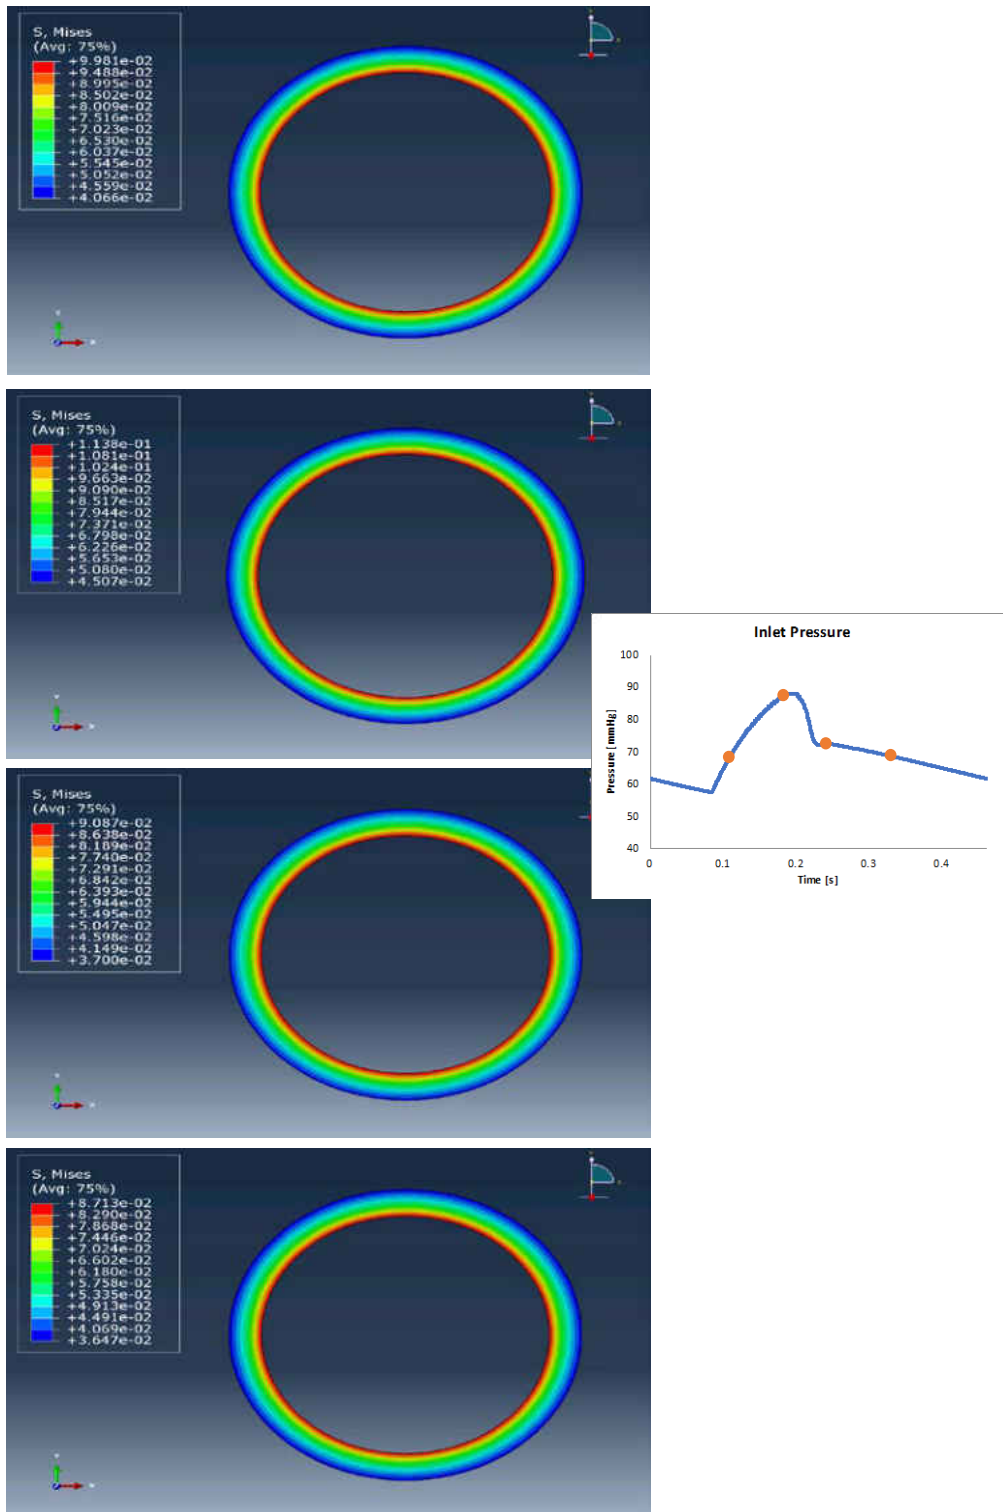 S, Mises
(Avg: 75%)
+9.981e-02
+9.488e-02
+8.995e-02
+8.502e-02
+8.009e-02
+7.516e-02
+7.023e-02
+6.530e-02
+6.037e-02
+5.545e-02
+5.052e-02
+4.559e-02
+4.066e-02
S, Mises
(Avg: 75%)
+1.138e-01
+1.081e-01
+1.024e-01
+9.663e-02
+9.090e-02
+8.517e-02
+7.944e-02
+7.371e-02
+6.798e-02
+6.226e-02
+5.653e-02
+5.080e-02
+4.507e-02
Inlet Pressure
100
90
80
70
60
50
40
Pressure [mmHg]
0 0.1 0.2 0.3 0.4
Time [s]
S, Mises
(Avg: 75%)
+9.087e-02
+8.638e-02
+8.189e-02
+7.740e-02
+7.291e-02
+6.842e-02
+6.393e-02
+5.944e-02
+5.495e-02
+5.047e-02
+4.598e-02
+4.149e-02
+3.700e-02
S, Mises
(Avg: 75%)
+8.713e-02
+8.290e-02
+7.868e-02
+7.446e-02
+7.024e-02
+6.602e-02
+6.180e-02
+5.758e-02
+5.335e-02
+4.913e-02
+4.491e-02
+4.069e-02
+3.647e-02